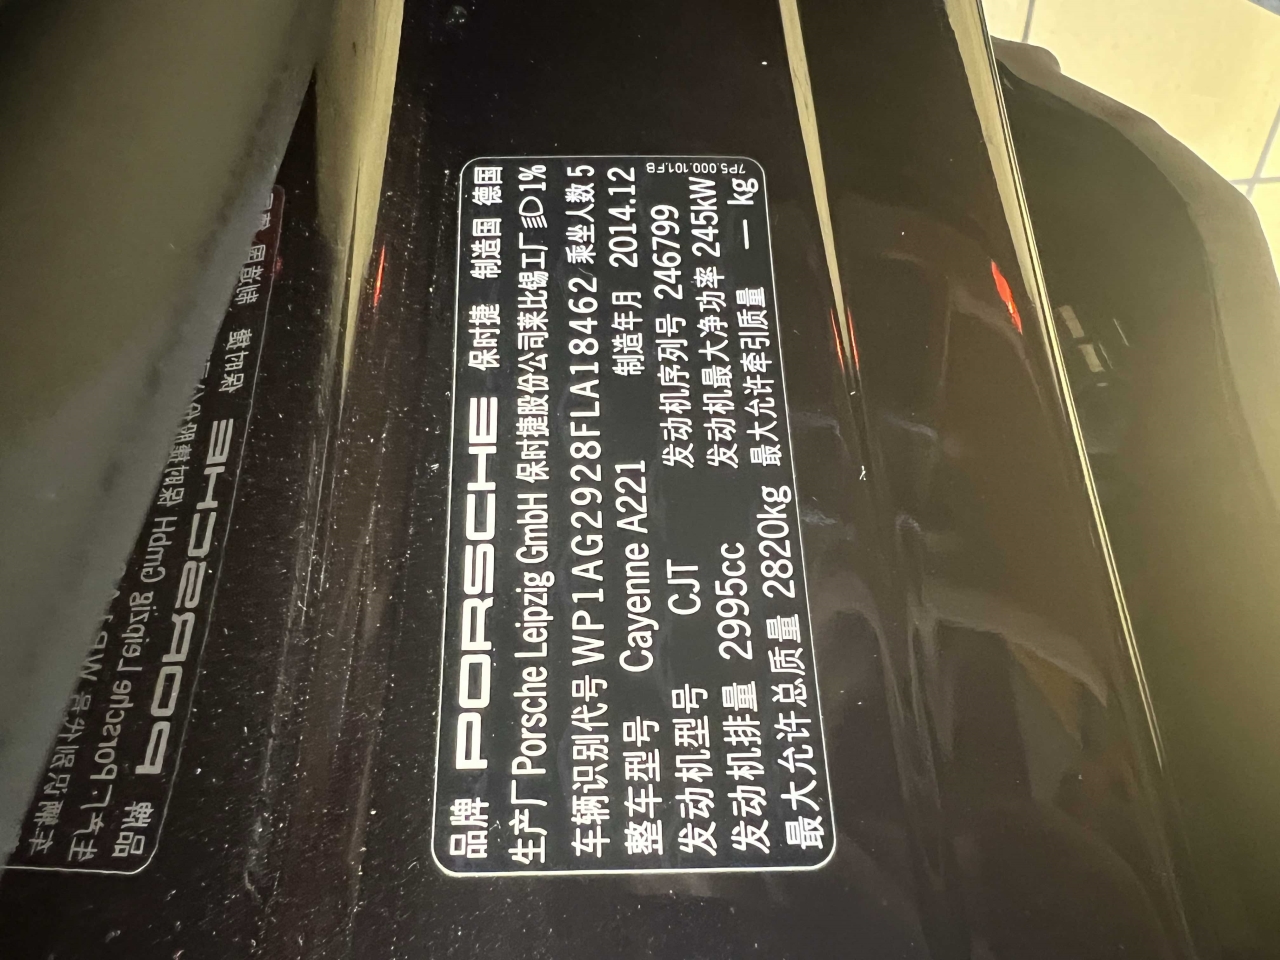 品牌 PORSCHE 保时捷 制造国 德国
生产厂 Porsche Leipzig GmbH 保时捷股份公司莱比锡工厂 1%
车辆识别代号 WP1AG2928FLA18462 乘坐人数 5
整车型号 Cayenne A221 制造年月 2014.12
发动机型号 CJT 发动机序列号 246799
发动机排量 2995cc 发动机最大净功率 245kW
最大允许总质量 2820kg 最大允许牵引质量 — kg
7P5.000.101.FB